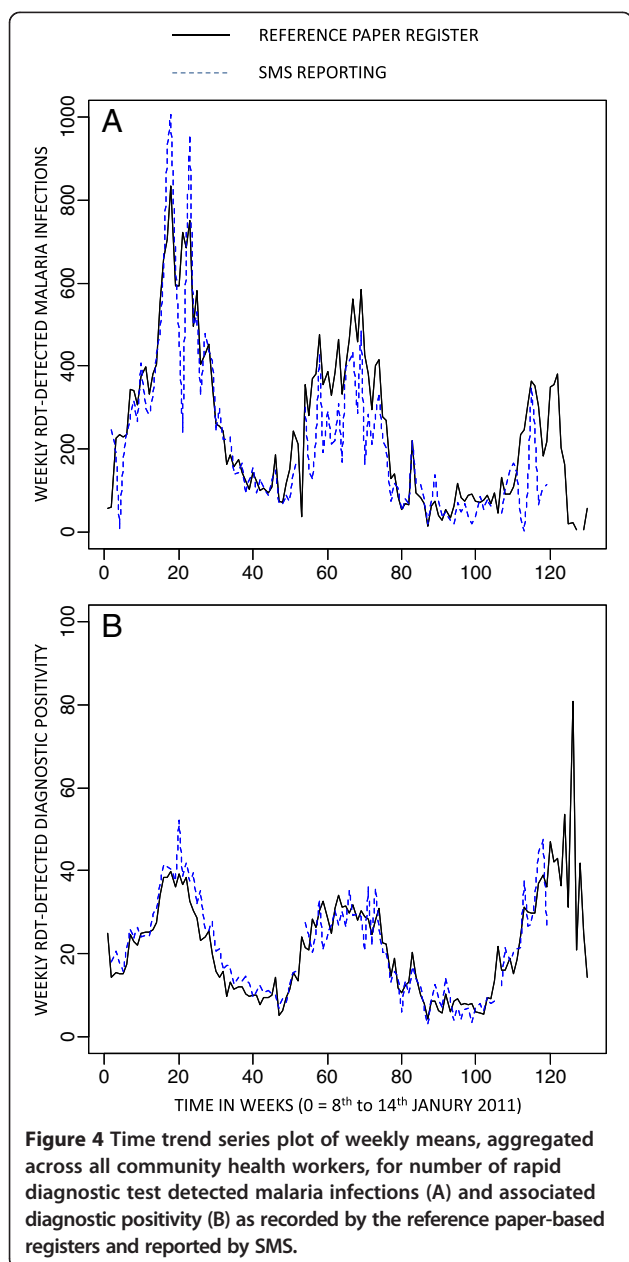 REFERENCE PAPER REGISTER
SMS REPORTING
A
WEEKLY RDT-DETECTED MALARIA INFECTIONS
1000
800
600
400
200
0
0 20 40 60 80 100 120
B
WEEKLY RDT-DETECTED DIAGNOSTIC POSITIVITY
100
80
60
40
20
0
0 20 40 60 80 100 120
TIME IN WEEKS (0 = 8th to 14th JANURY 2011)
Figure 4 Time trend series plot of weekly means, aggregated
across all community health workers, for number of rapid
diagnostic test detected malaria infections (A) and associated
diagnostic positivity (B) as recorded by the reference paper-based
registers and reported by SMS.